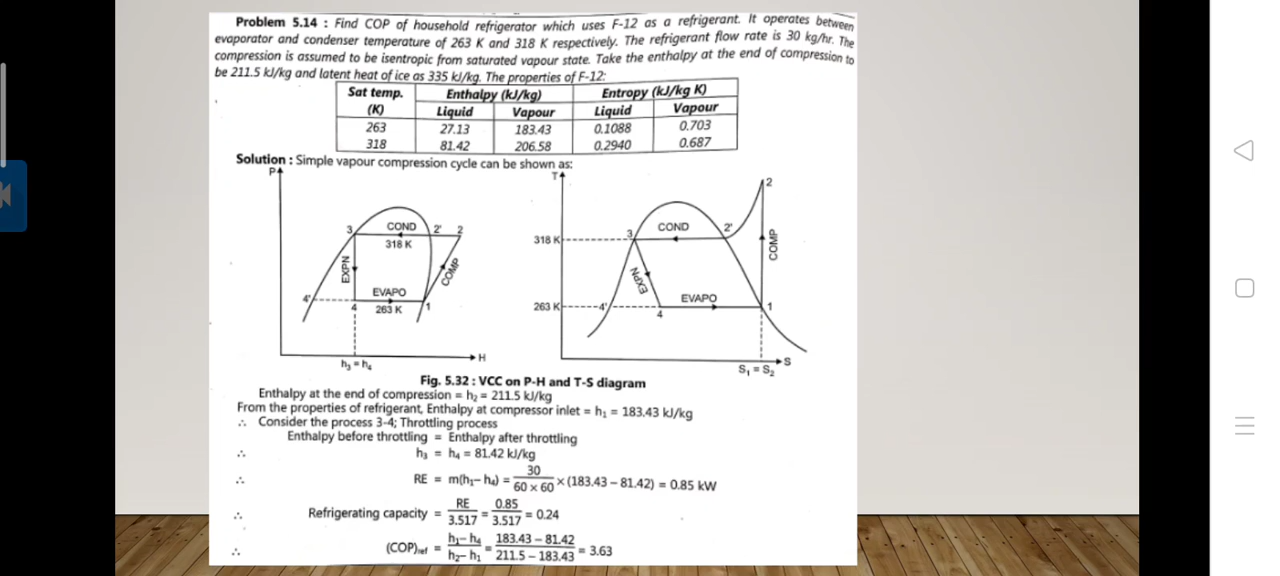 Problem 5.14 : Find COP of household refrigerator which uses F-12 as a refrigerant. It operates between
evaporator and condenser temperature of 263 K and 318 K respectively. The refrigerant flow rate is 30 kg/hr. The
compression is assumed to be isentropic from saturated vapour state. Take the enthalpy at the end of compression to
be 211.5 kJ/kg and latent heat of ice as 335 kJ/kg. The properties of F-12:
Sat temp. Enthalpy (kJ/kg) Entropy (kJ/kg K)
(K) Liquid Vapour Liquid Vapour
263 27.13 183.43 0.1088 0.703
318 81.42 206.58 0.2940 0.687
Solution : Simple vapour compression cycle can be shown as:
P
3 COND 2' 2
318 K
EXPN
COMP
EVAPO
4' 4 263 K 1
H
h₃ = h₄
T
2
COND
318 K 3 2'
COMP
EXPN
EVAPO
263 K 4' 4 1
S
S₁ = S₂
Fig. 5.32 : VCC on P-H and T-S diagram
Enthalpy at the end of compression = h₂ = 211.5 kJ/kg
From the properties of refrigerant, Enthalpy at compressor inlet = h₁ = 183.43 kJ/kg
∴ Consider the process 3-4; Throttling process
Enthalpy before throttling = Enthalpy after throttling
∴ h₃ = h₄ = 81.42 kJ/kg
∴ RE = m(h₁– h₄) = 30 / 60 × 60 × (183.43 – 81.42) = 0.85 kW
∴ Refrigerating capacity = RE / 3.517 = 0.85 / 3.517 = 0.24
∴ (COP)ref = h₁– h₄ / h₂– h₁ = 183.43 – 81.42 / 211.5 – 183.43 = 3.63